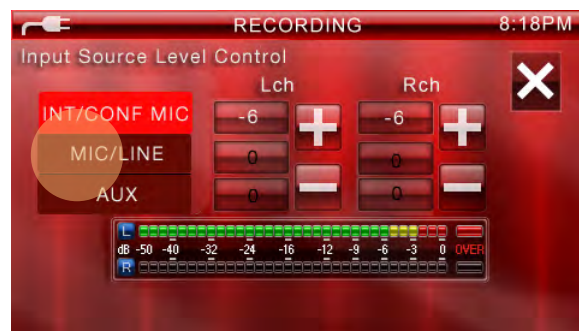 RECORDING 8:18PM
Input Source Level Control
Lch Rch
INT/CONF MIC -6 -6
MIC/LINE 0 0
AUX 0 0
L
dB -50 -40 -32 -24 -16 -12 -9 -6 -3 0 OVER
R